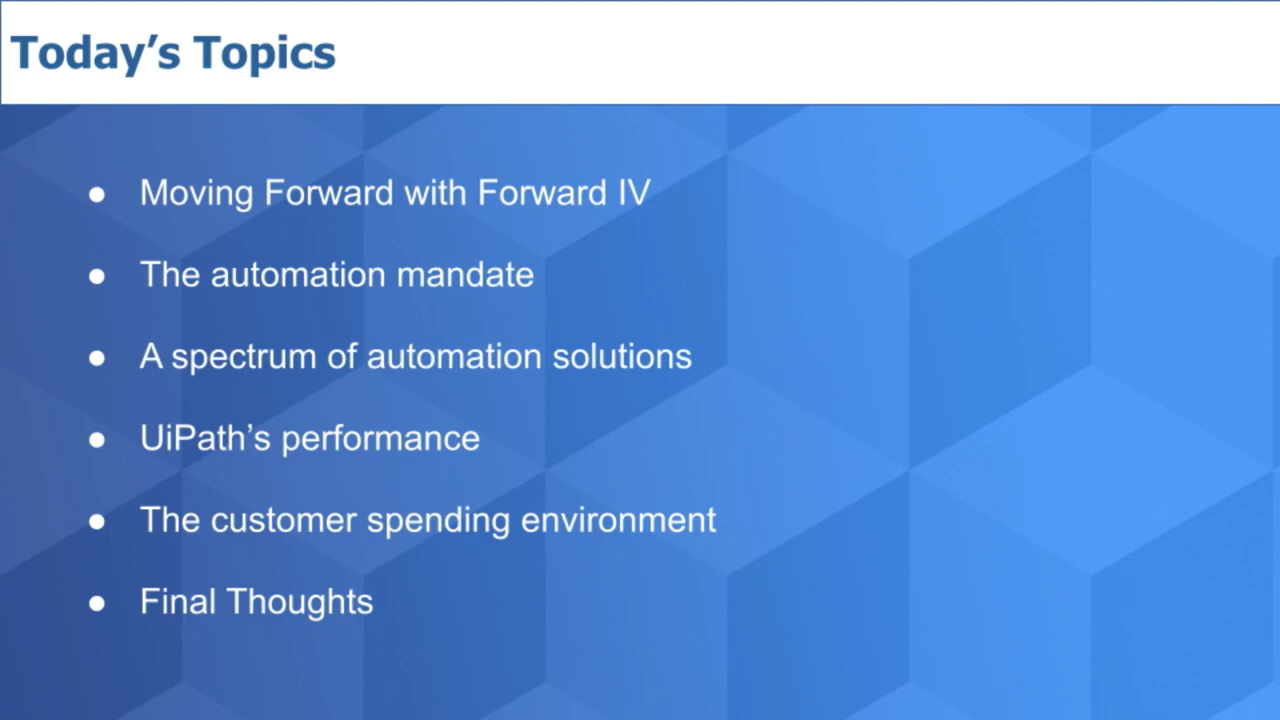 Today’s Topics
● Moving Forward with Forward IV
● The automation mandate
● A spectrum of automation solutions
● UiPath’s performance
● The customer spending environment
● Final Thoughts